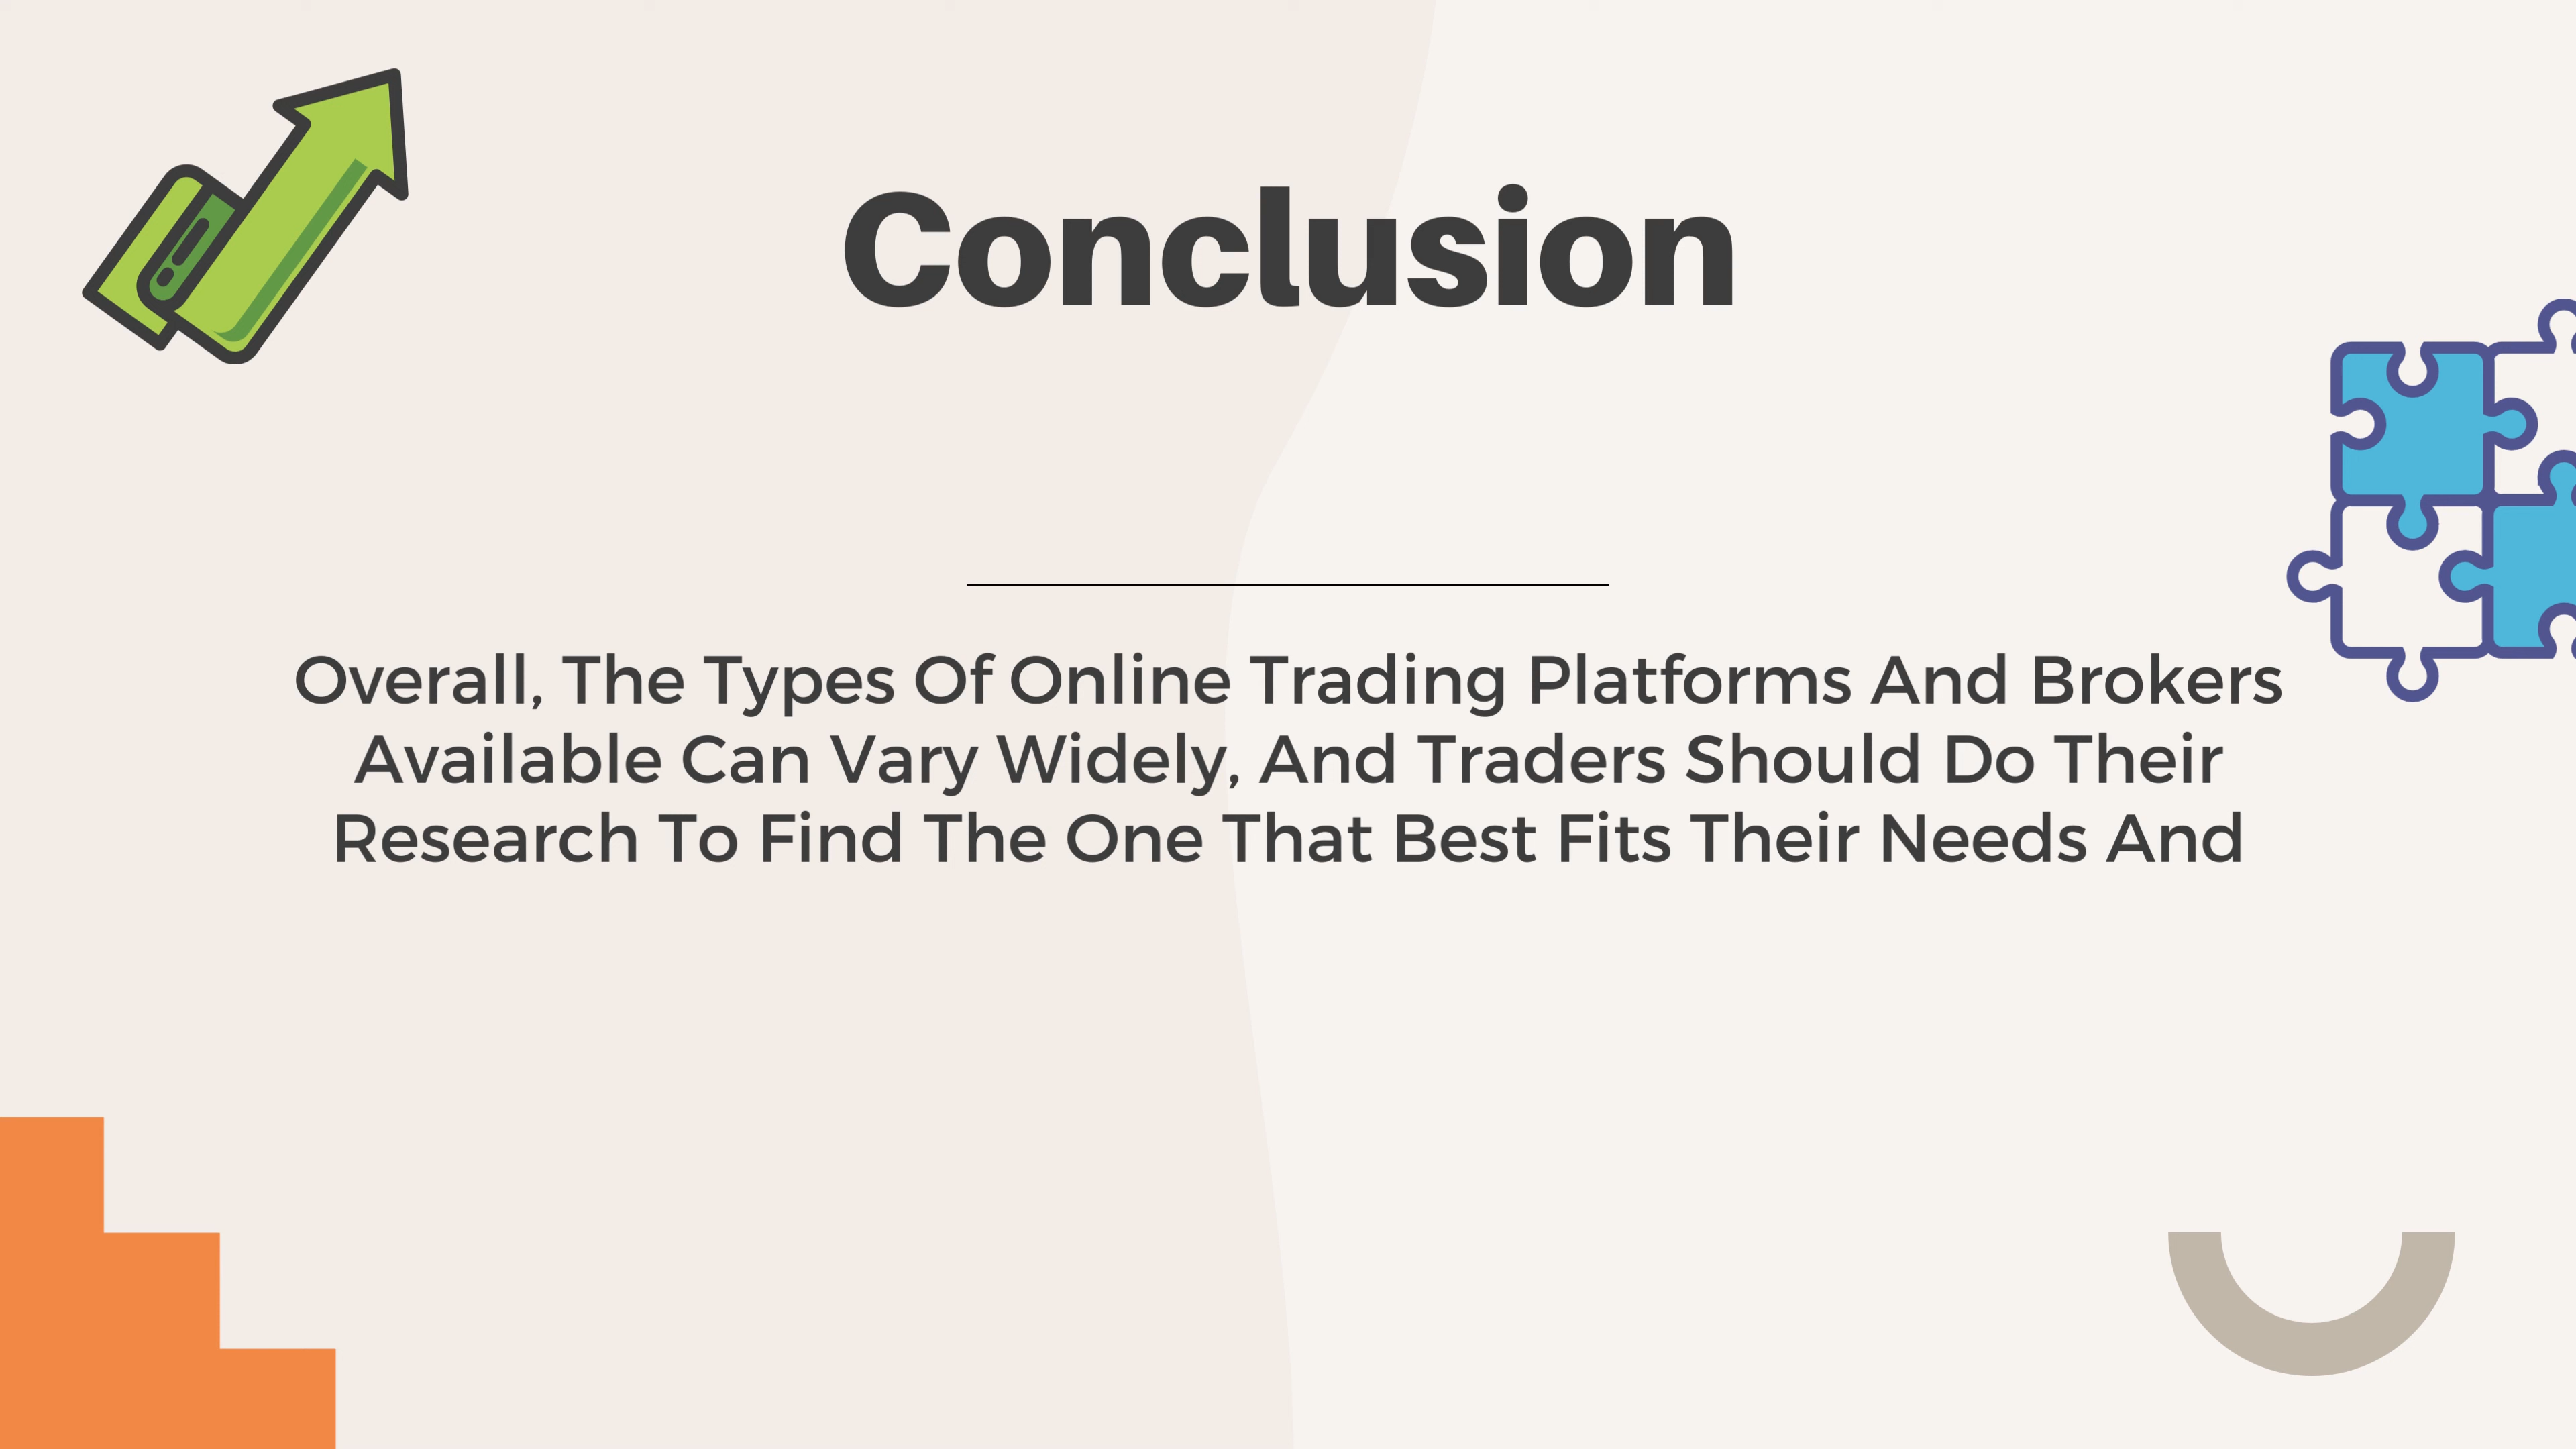 Conclusion
Overall, The Types Of Online Trading Platforms And Brokers
Available Can Vary Widely, And Traders Should Do Their
Research To Find The One That Best Fits Their Needs And